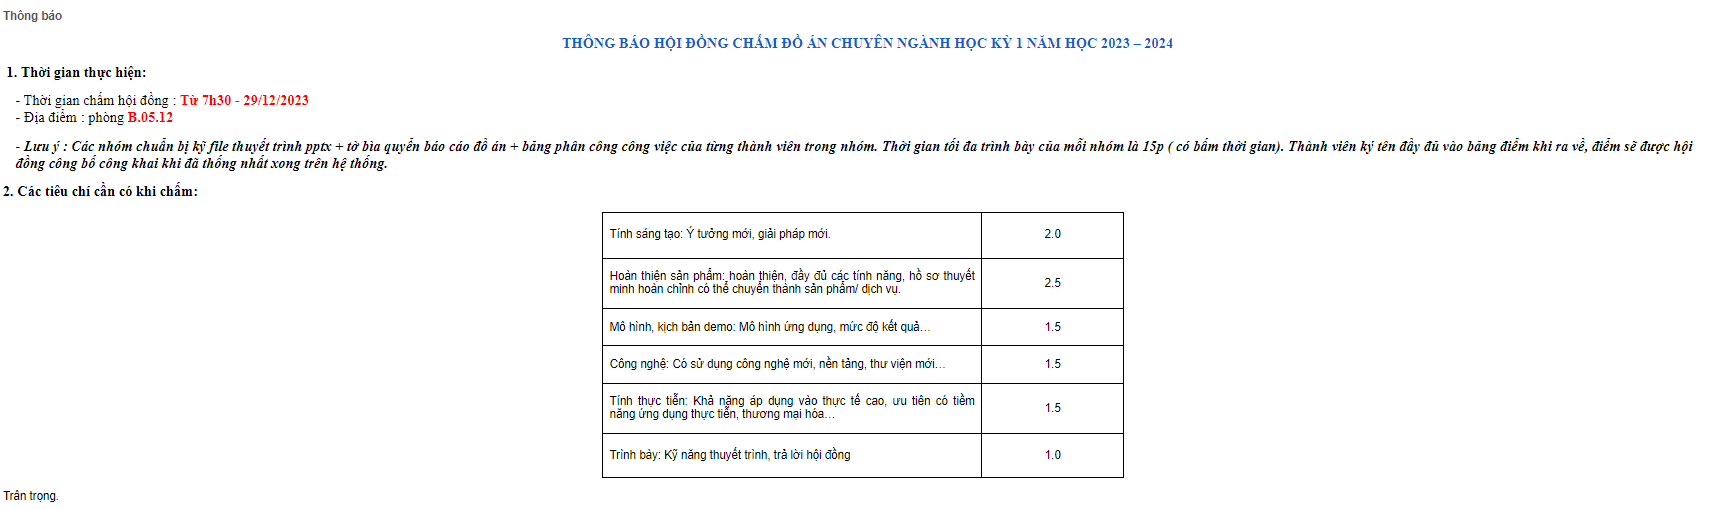 Thông báo
THÔNG BÁO HỘI ĐỒNG CHẤM ĐỒ ÁN CHUYÊN NGÀNH HỌC KỲ 1 NĂM HỌC 2023 – 2024
1. Thời gian thực hiện:
- Thời gian chấm hội đồng : Từ 7h30 - 29/12/2023
- Địa điểm : phòng B.05.12
- Lưu ý : Các nhóm chuẩn bị kỹ file thuyết trình pptx + tờ bìa quyển báo cáo đồ án + bảng phân công công việc của từng thành viên trong nhóm. Thời gian tối đa trình bày của mỗi nhóm là 15p ( có bấm thời gian). Thành viên ký tên đầy đủ vào bảng điểm khi ra về, điểm sẽ được hội
đồng công bố công khai khi đã thống nhất xong trên hệ thống.
2. Các tiêu chí cần có khi chấm:
Tính sáng tạo: Ý tưởng mới, giải pháp mới. 2.0
Hoàn thiện sản phẩm: hoàn thiện, đầy đủ các tính năng, hồ sơ thuyết
minh hoàn chỉnh có thể chuyển thành sản phẩm/ dịch vụ. 2.5
Mô hình, kịch bản demo: Mô hình ứng dụng, mức độ kết quả… 1.5
Công nghệ: Có sử dụng công nghệ mới, nền tảng, thư viện mới… 1.5
Tính thực tiễn: Khả năng áp dụng vào thực tế cao, ưu tiên có tiềm
năng ứng dụng thực tiễn, thương mại hóa… 1.5
Trình bày: Kỹ năng thuyết trình, trả lời hội đồng 1.0
Trân trọng.